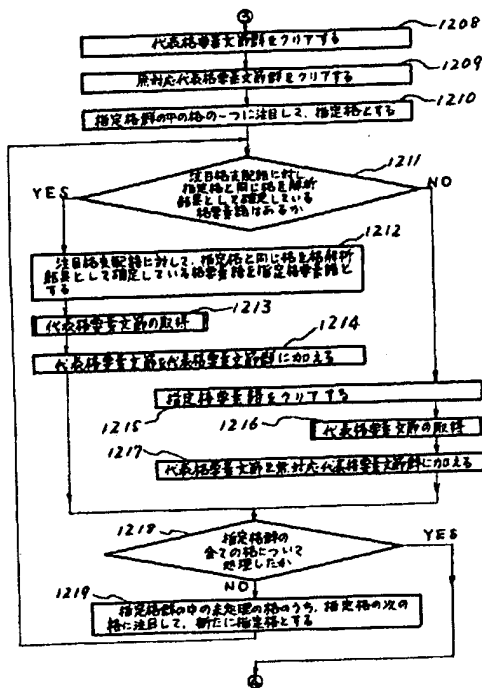 ③
1208
代表格要素文節群をクリアする
1209
無対応代表格要素文節群をクリアする
1210
指定格群の中の格の一つに注目して、指定格とする
1211
注目格支配語に対し
指定格と同じ格を解析
結果として確定している
格要素語はあるか
YES
NO
1212
注目格支配語に対して、指定格と同じ格を格解析
結果として確定している格要素語を指定格要素語と
する
1213
代表格要素文節の取得
1214
代表格要素文節を代表格要素文節群に加える
指定格要素語をクリアする
1215
1216
代表格要素文節の取得
1217
代表格要素文節を無対応代表格要素文節群に加える
1218
指定格群の
全ての格について
処理したか
YES
NO
1219
指定格群の中の未処理の格のうち、指定格の次の
格に注目して、新たに指定格とする